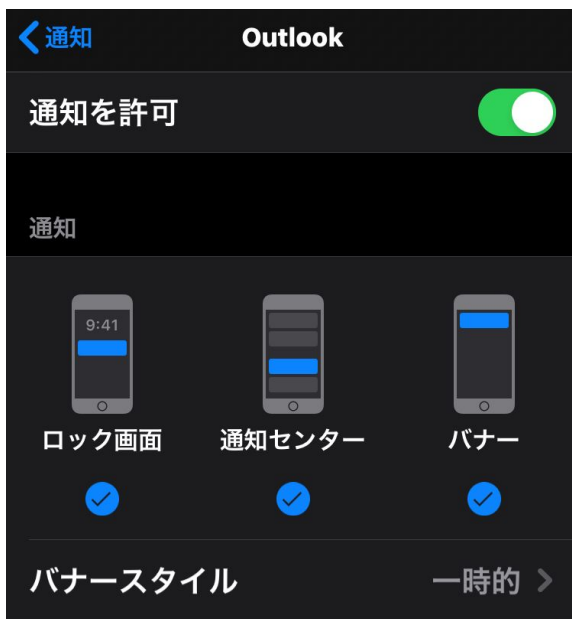 通知 Outlook
通知を許可
通知
9:41
ロック画面 通知センター バナー
バナースタイル 一時的